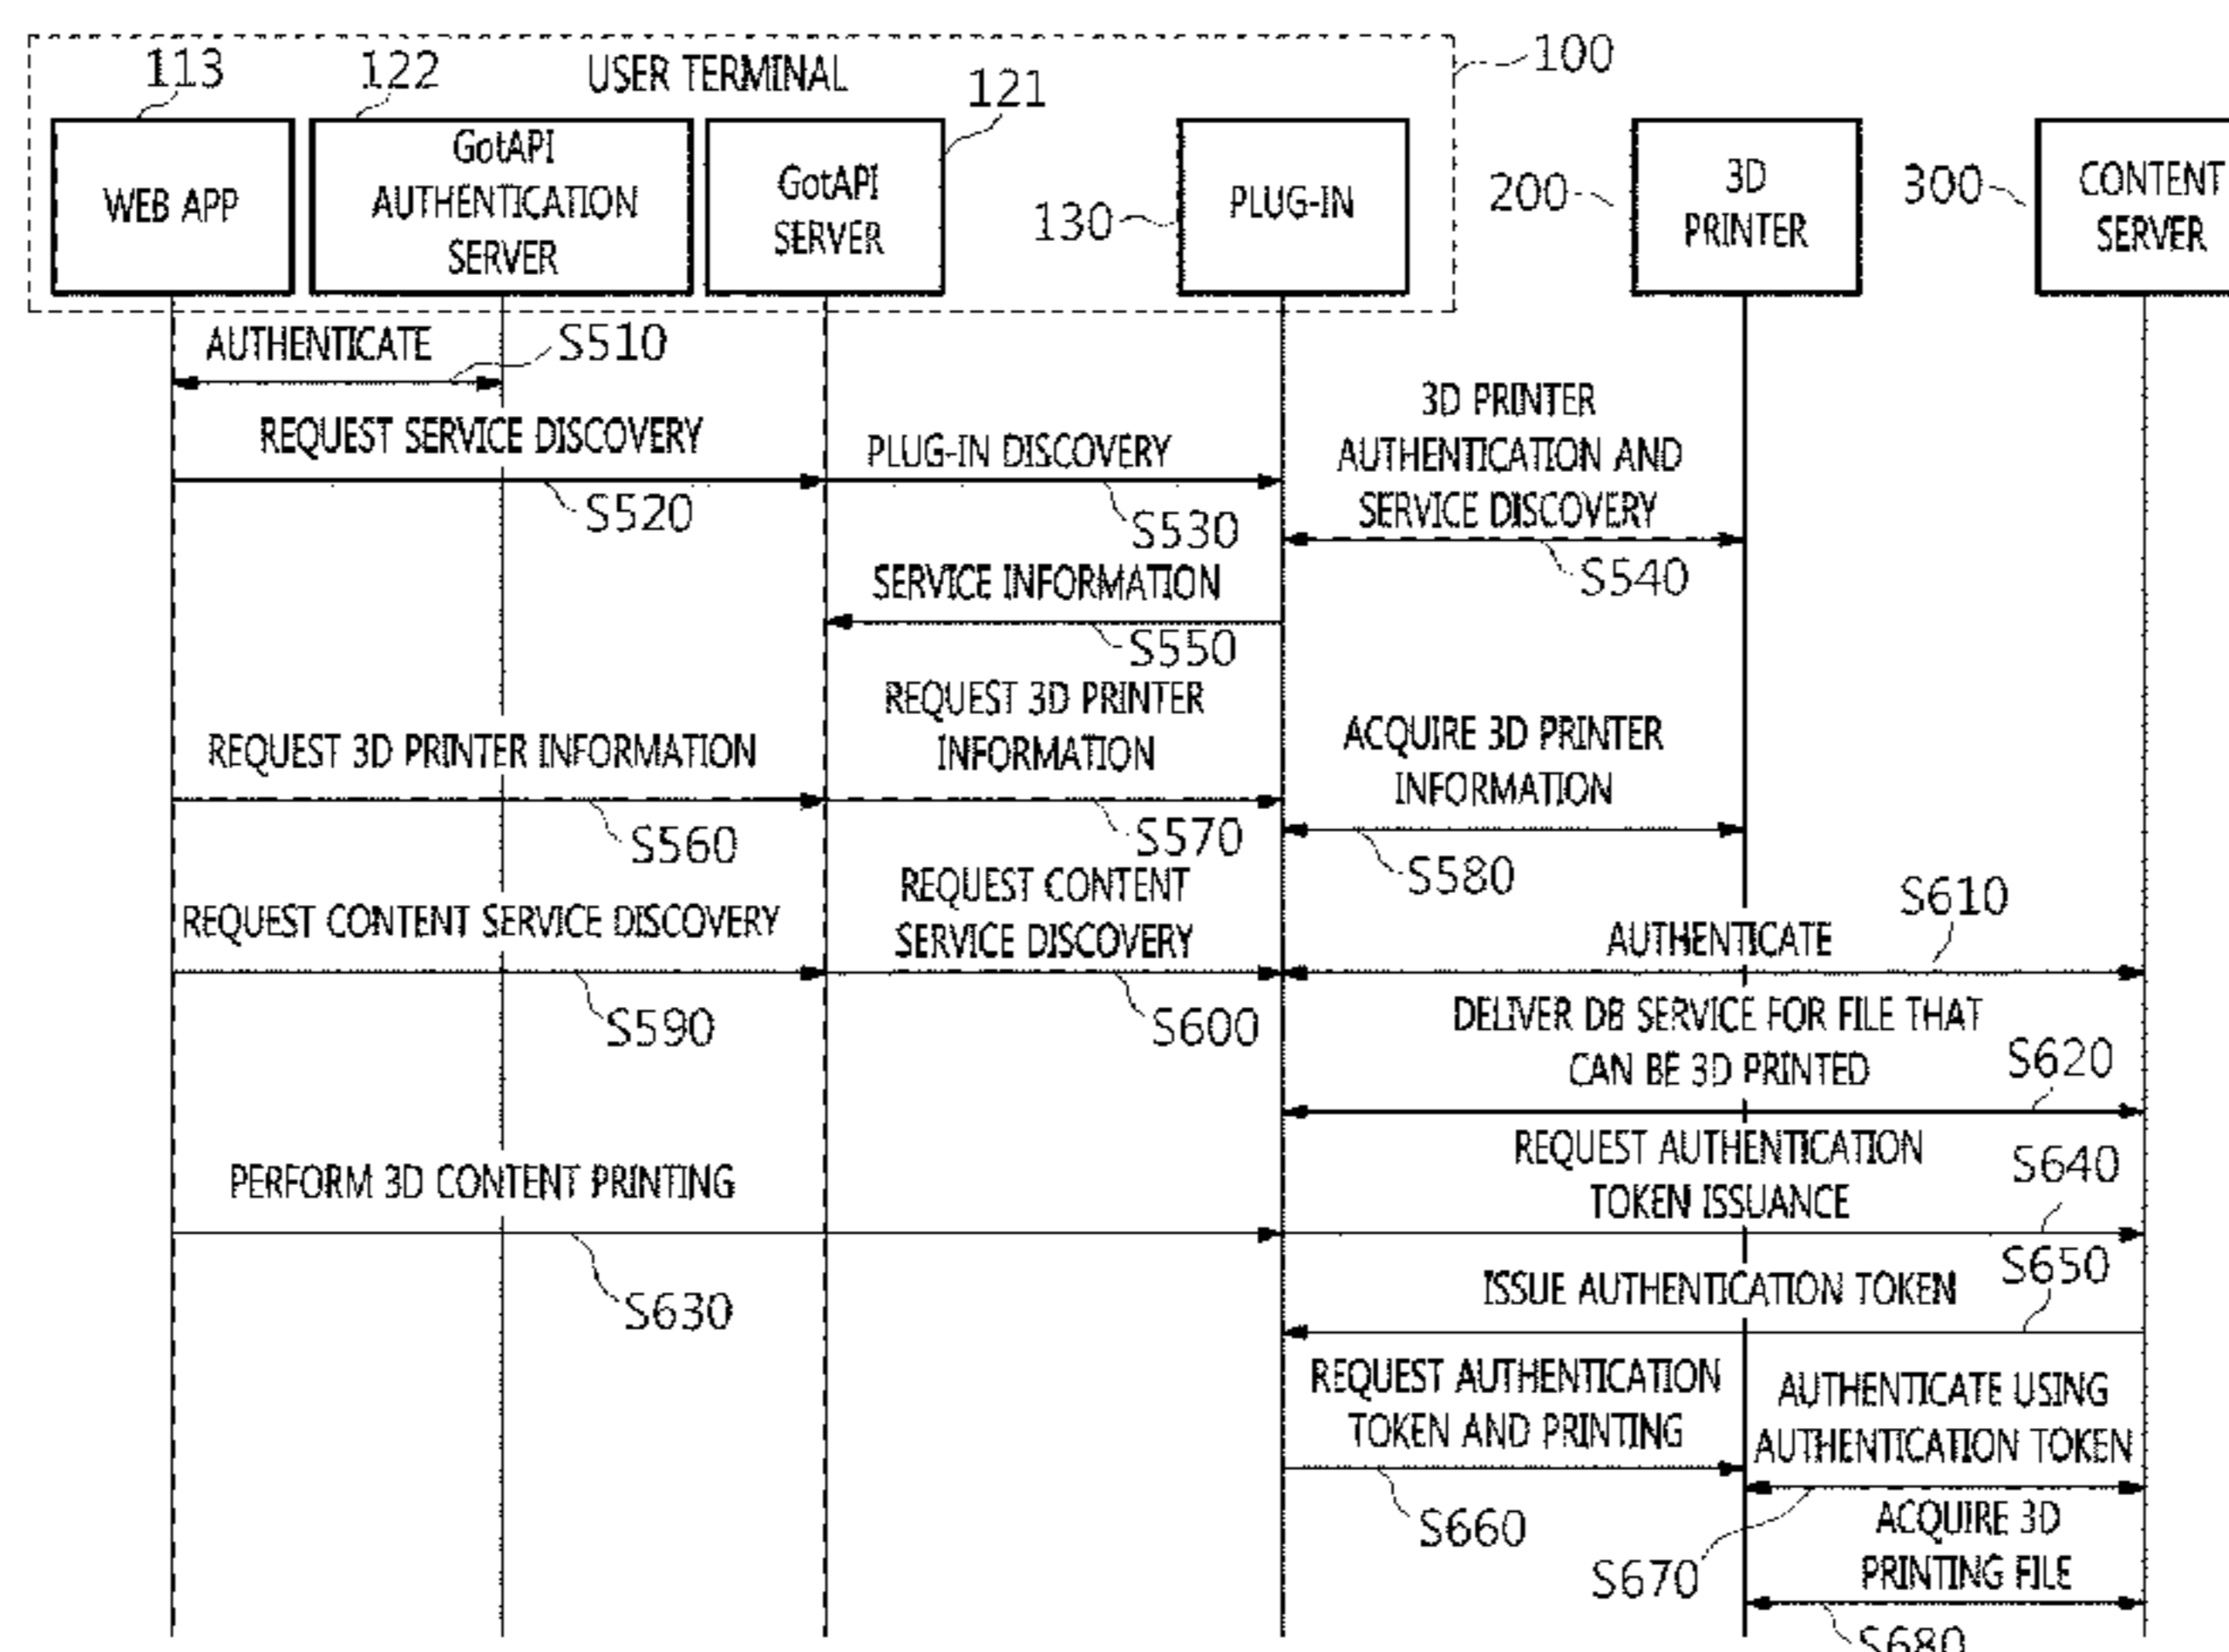 113
122
USER TERMINAL
121
100
WEB APP
GotAPI
AUTHENTICATION
SERVER
GotAPI
SERVER
130
PLUG-IN
200
3D
PRINTER
300
CONTENT
SERVER
AUTHENTICATE
S510
REQUEST SERVICE DISCOVERY
S520
PLUG-IN DISCOVERY
S530
3D PRINTER
AUTHENTICATION AND
SERVICE DISCOVERY
S540
SERVICE INFORMATION
S550
REQUEST 3D PRINTER INFORMATION
S560
REQUEST 3D PRINTER
INFORMATION
S570
ACQUIRE 3D PRINTER
INFORMATION
S580
REQUEST CONTENT SERVICE DISCOVERY
S590
REQUEST CONTENT
SERVICE DISCOVERY
S600
AUTHENTICATE
S610
DELIVER DB SERVICE FOR FILE THAT
CAN BE 3D PRINTED
S620
PERFORM 3D CONTENT PRINTING
S630
REQUEST AUTHENTICATION
TOKEN ISSUANCE
S640
ISSUE AUTHENTICATION TOKEN
S650
REQUEST AUTHENTICATION
TOKEN AND PRINTING
S660
AUTHENTICATE USING
AUTHENTICATION TOKEN
S670
ACQUIRE 3D
PRINTING FILE
S680